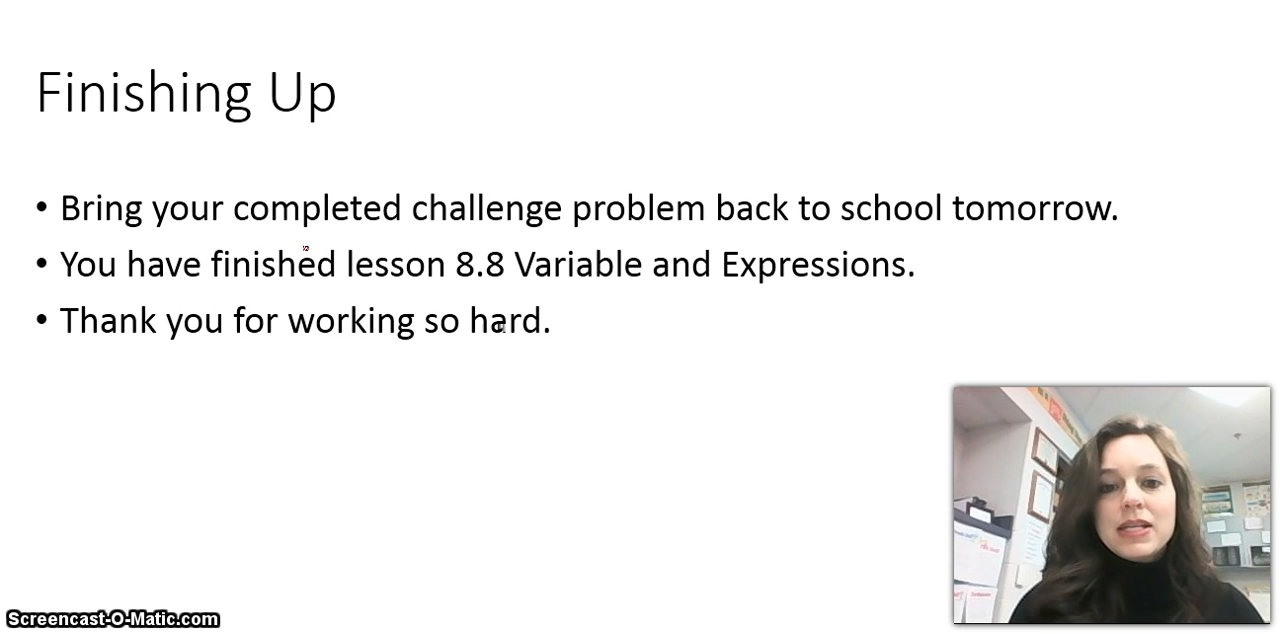 Finishing Up
• Bring your completed challenge problem back to school tomorrow.
• You have finished lesson 8.8 Variable and Expressions.
• Thank you for working so hard.
Screencast-O-Matic.com